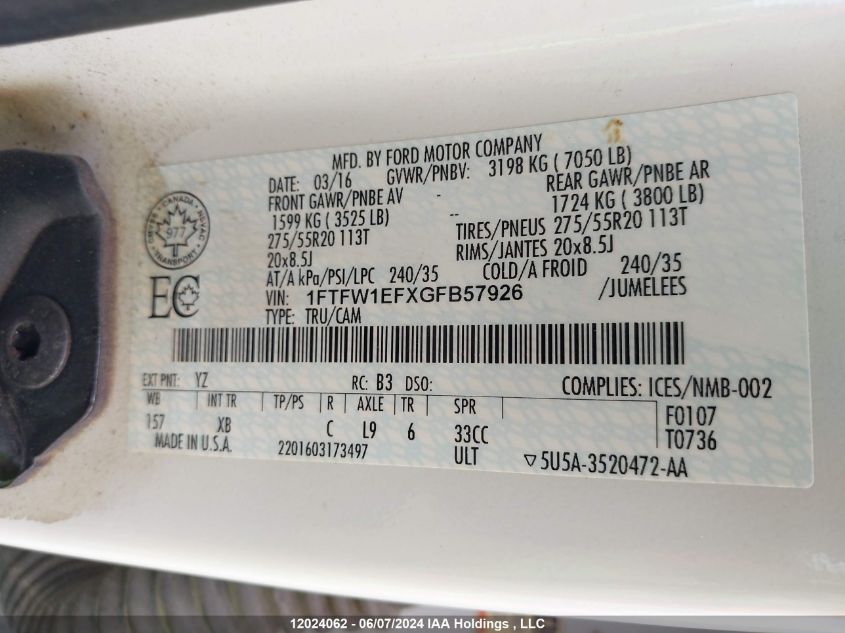 MFD. BY FORD MOTOR COMPANY
DATE: 03/16 GVWR/PNBV: 3198 KG ( 7050 LB)
FRONT GAWR/PNBE AV - REAR GAWR/PNBE AR
1599 KG ( 3525 LB) -- 1724 KG ( 3800 LB)
275/55R20 113T TIRES/PNEUS 275/55R20 113T
20x8.5J RIMS/JANTES 20x8.5J
AT/A kPa/PSI/LPC 240/35 COLD/A FROID 240/35
VIN: 1FTFW1EFXGFB57926 /JUMELEES
TYPE: TRU/CAM
CANADA
977
TRANSPORT
EC
EXT PNT: YZ RC: B3 DSO: COMPLIES: ICES/NMB-002
WB INT TR TP/PS R AXLE TR SPR F0107
157 XB C L9 6 33CC T0736
MADE IN U.S.A. 2201603173497 ULT ▽5U5A-3520472-AA
12024062 - 06/07/2024 IAA Holdings , LLC